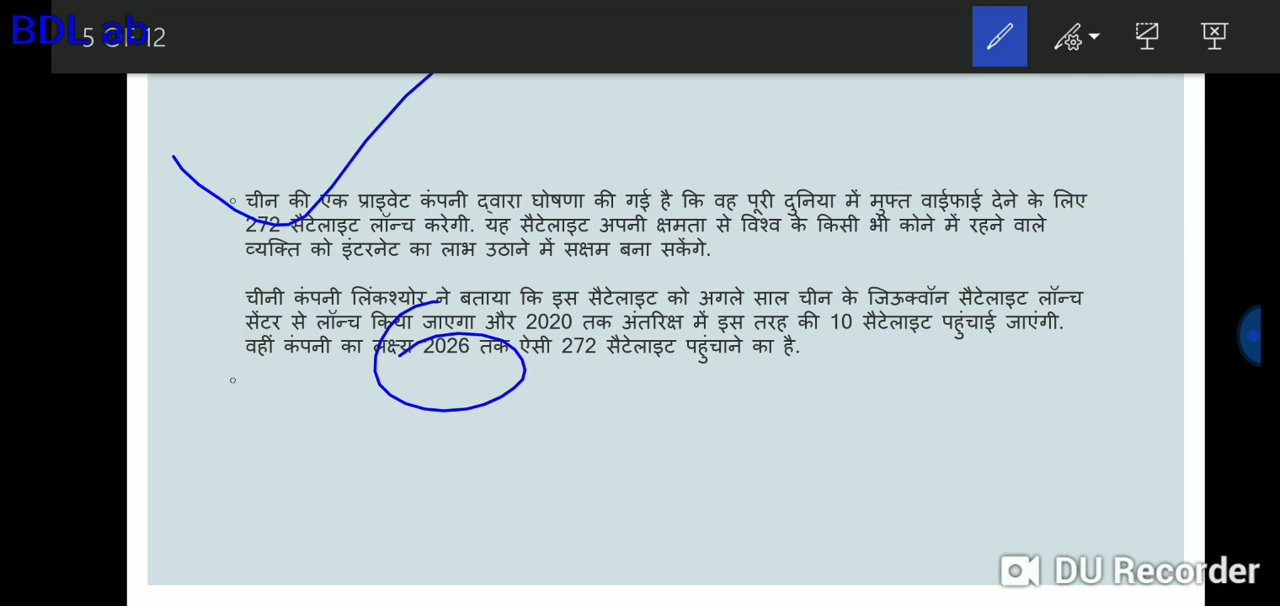 BDL ab
5 OF 12
चीन की एक प्राइवेट कंपनी द्वारा घोषणा की गई है कि वह पूरी दुनिया में मुफ्त वाईफाई देने के लिए
272 सैटेलाइट लॉन्च करेगी. यह सैटेलाइट अपनी क्षमता से विश्व के किसी भी कोने में रहने वाले
व्यक्ति को इंटरनेट का लाभ उठाने में सक्षम बना सकेंगे.
चीनी कंपनी लिंकश्योर ने बताया कि इस सैटेलाइट को अगले साल चीन के जिऊक्वॉन सैटेलाइट लॉन्च
सेंटर से लॉन्च किया जाएगा और 2020 तक अंतरिक्ष में इस तरह की 10 सैटेलाइट पहुंचाई जाएंगी.
वहीं कंपनी का लक्ष्य 2026 तक ऐसी 272 सैटेलाइट पहुंचाने का है.
DU Recorder